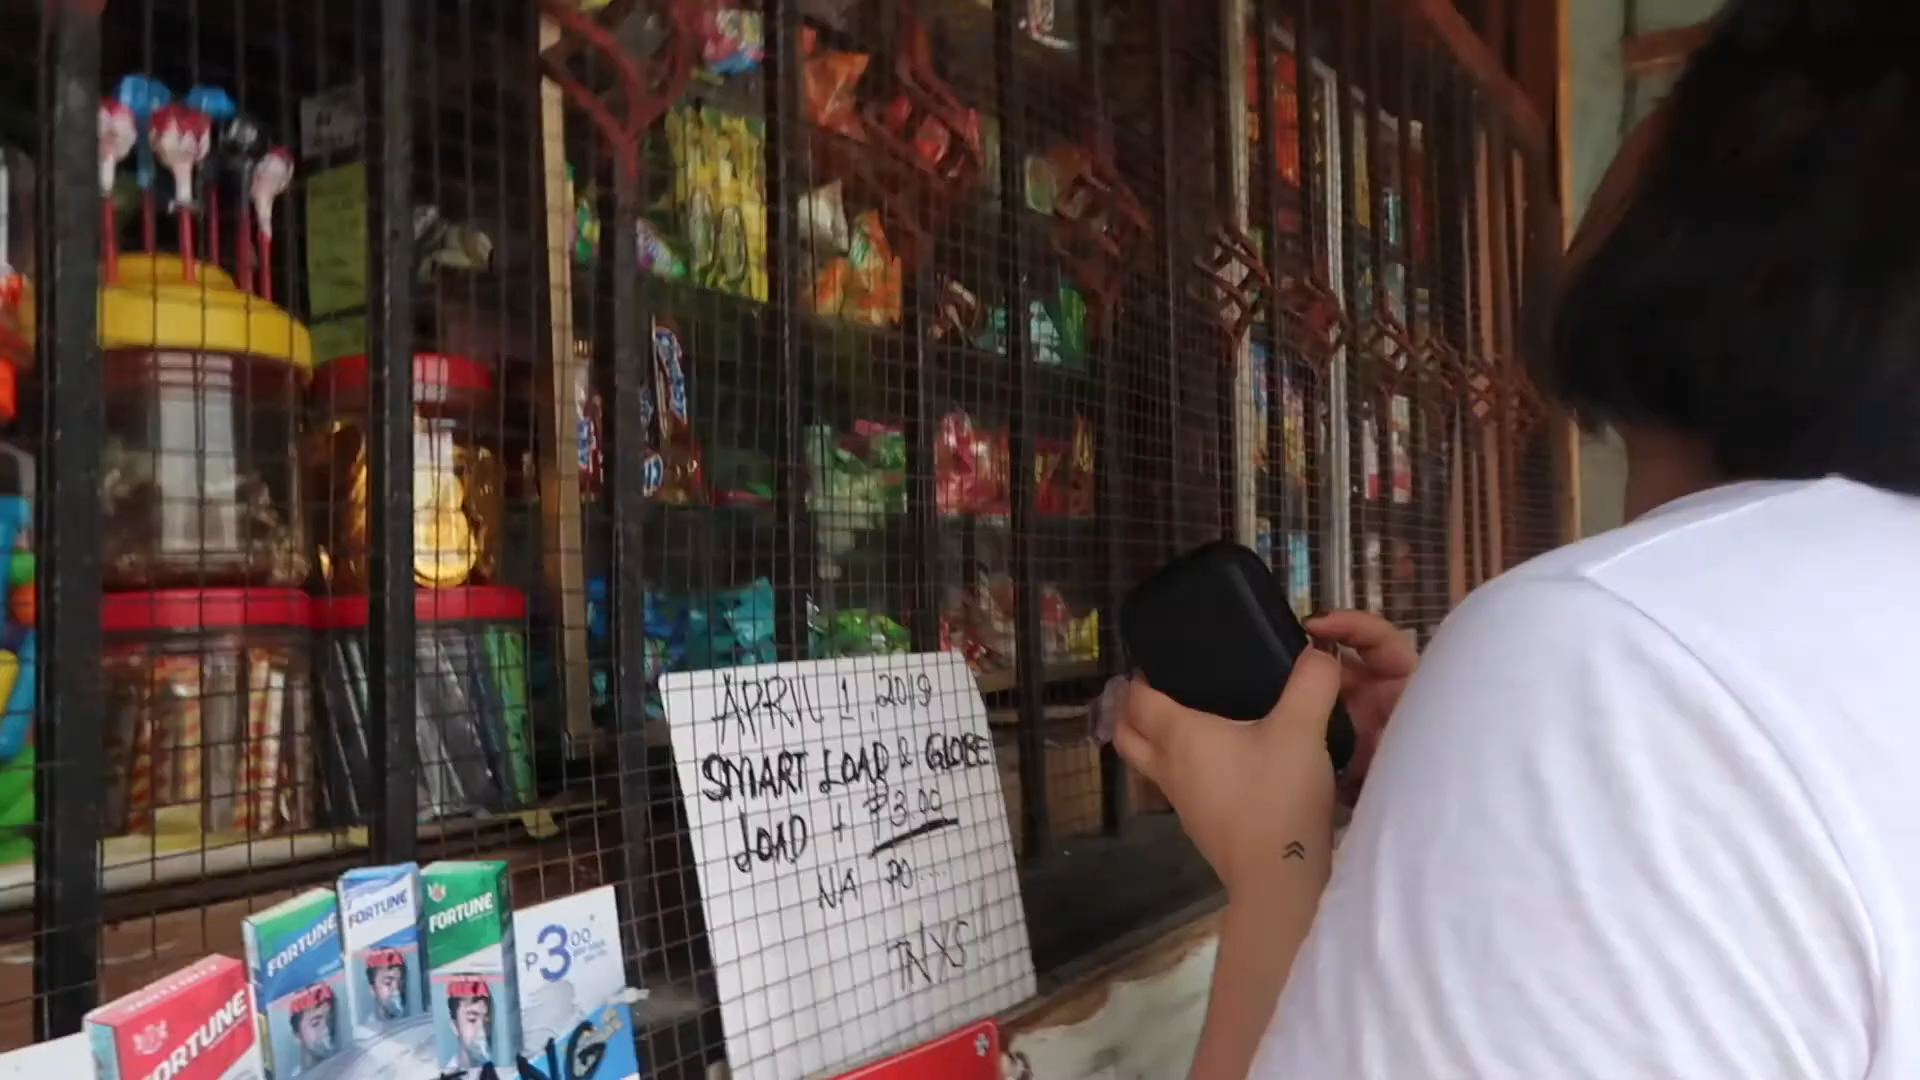 APRIL 1, 2019
SMART LOAD & GLOBE
LOAD + ₱3.00
NA PO....
TNXS!
FORTUNE
FORTUNE
FORTUNE
FORTUNE
P3.00*